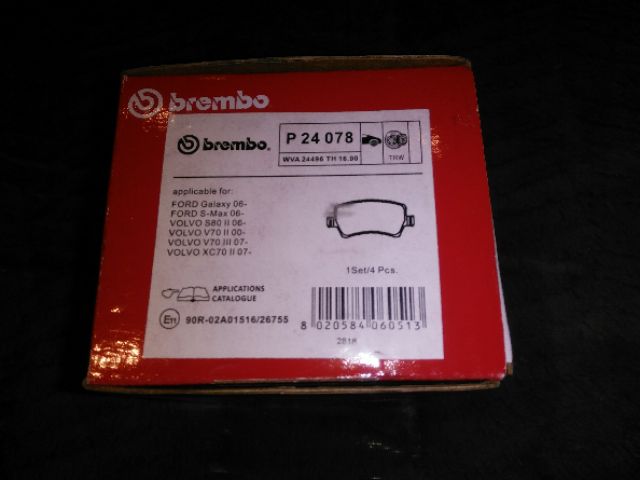 brembo
brembo.
P 24 078
WVA 24496 TH 16.90
TRW
applicable for:
FORD Galaxy 06-
FORD S-Max 06-
VOLVO S80 II 06-
VOLVO V70 II 00-
VOLVO V70 III 07-
VOLVO XC70 II 07-
1Set/4 Pcs.
APPLICATIONS
CATALOGUE
E11 90R-02A01516/26755
8 020584 060513